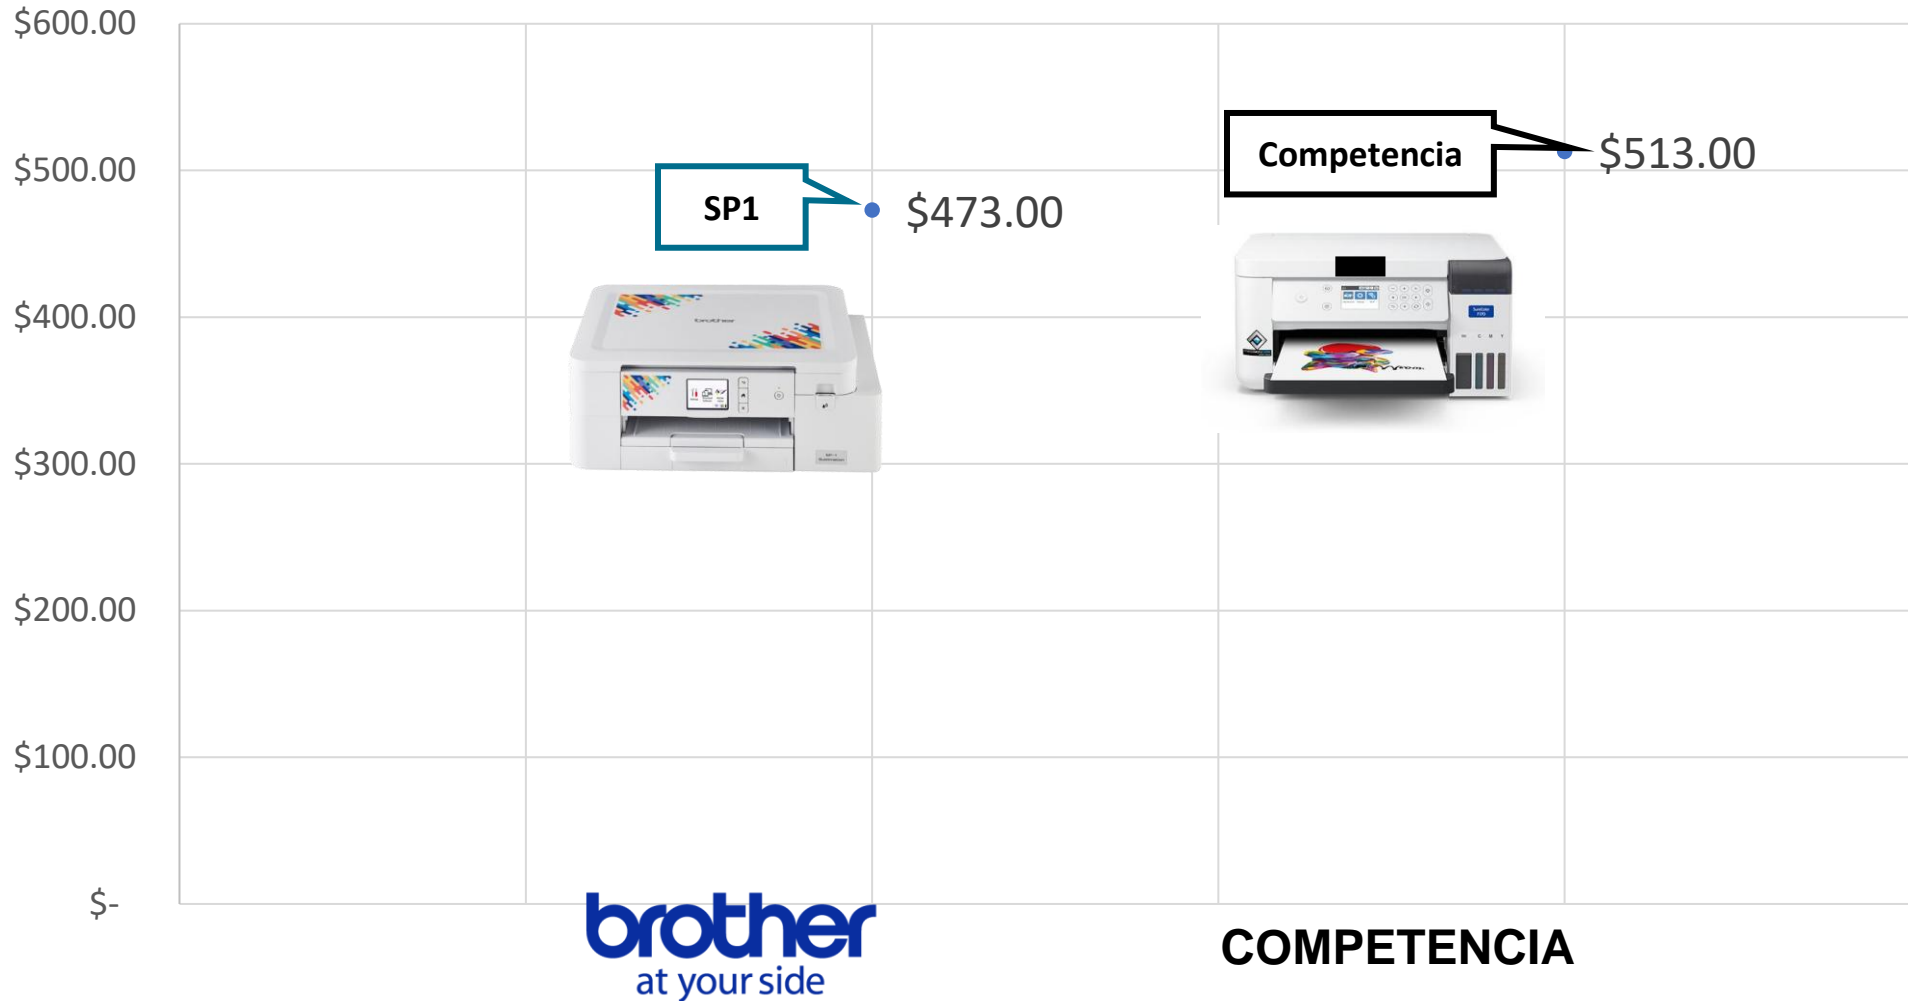 $600.00
$500.00
$400.00
$300.00
$200.00
$100.00
$-
SP1
$473.00
Competencia
$513.00
brother
brother
at your side
COMPETENCIA